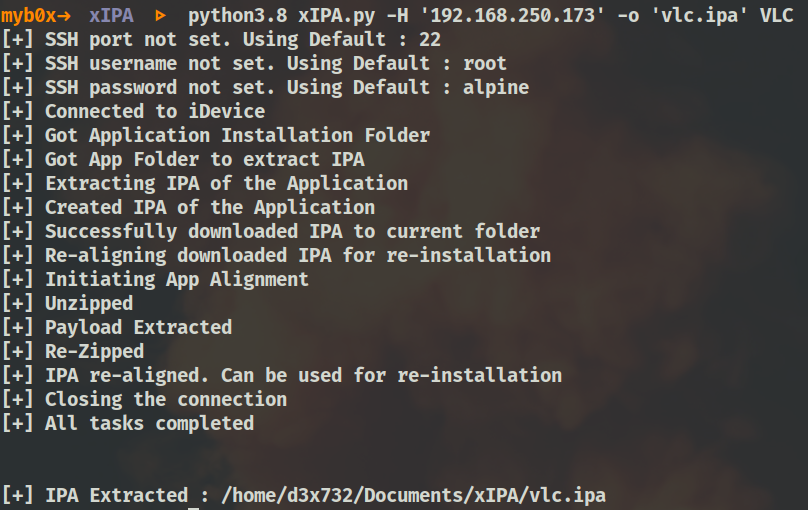 myb0x→ xIPA ▷ python3.8 xIPA.py -H '192.168.250.173' -o 'vlc.ipa' VLC
[+] SSH port not set. Using Default : 22
[+] SSH username not set. Using Default : root
[+] SSH password not set. Using Default : alpine
[+] Connected to iDevice
[+] Got Application Installation Folder
[+] Got App Folder to extract IPA
[+] Extracting IPA of the Application
[+] Created IPA of the Application
[+] Successfully downloaded IPA to current folder
[+] Re-aligning downloaded IPA for re-installation
[+] Initiating App Alignment
[+] Unzipped
[+] Payload Extracted
[+] Re-Zipped
[+] IPA re-aligned. Can be used for re-installation
[+] Closing the connection
[+] All tasks completed
[+] IPA Extracted : /home/d3x732/Documents/xIPA/vlc.ipa